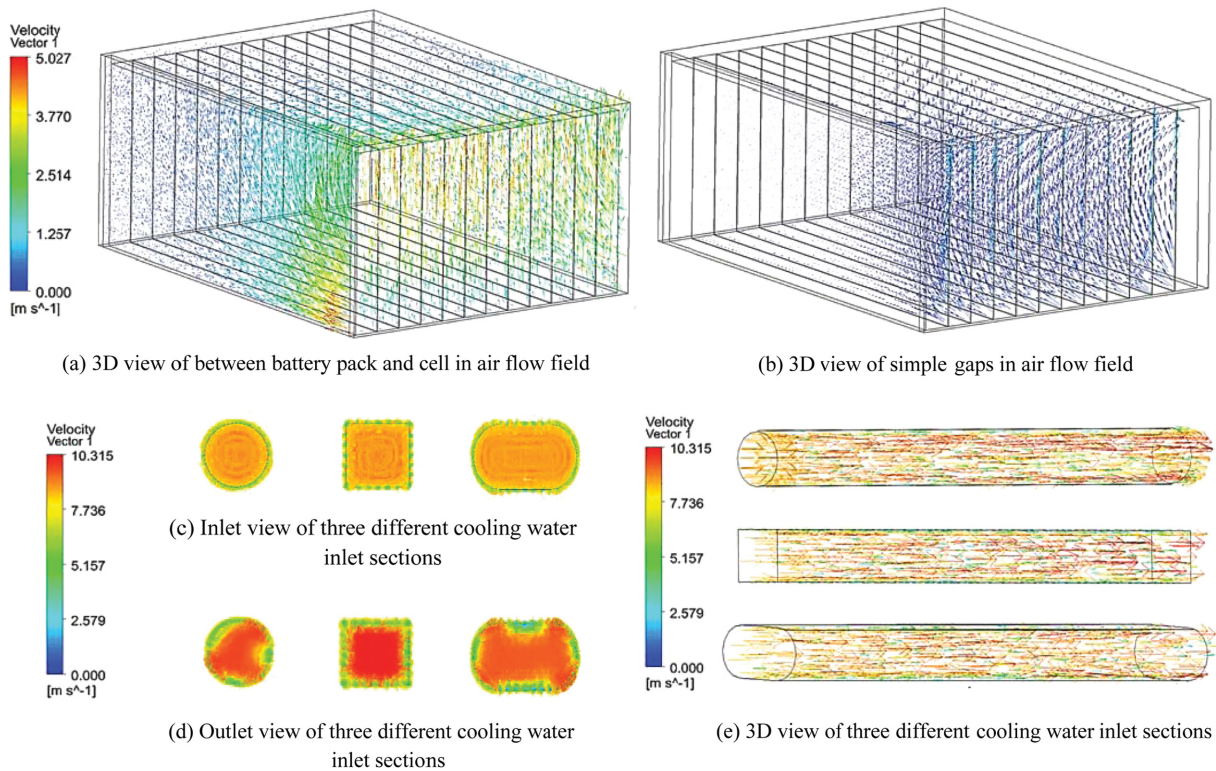 Velocity
Vector 1
5.027
3.770
2.514
1.257
0.000
[m s^-1]
(a) 3D view of between battery pack and cell in air flow field
(b) 3D view of simple gaps in air flow field
Velocity
Vector 1
10.315
7.736
5.157
2.579
0.000
[m s^-1]
(c) Inlet view of three different cooling water
inlet sections
(d) Outlet view of three different cooling water
inlet sections
Velocity
Vector 1
10.315
7.736
5.157
2.579
0.000
[m s^-1]
(e) 3D view of three different cooling water inlet sections